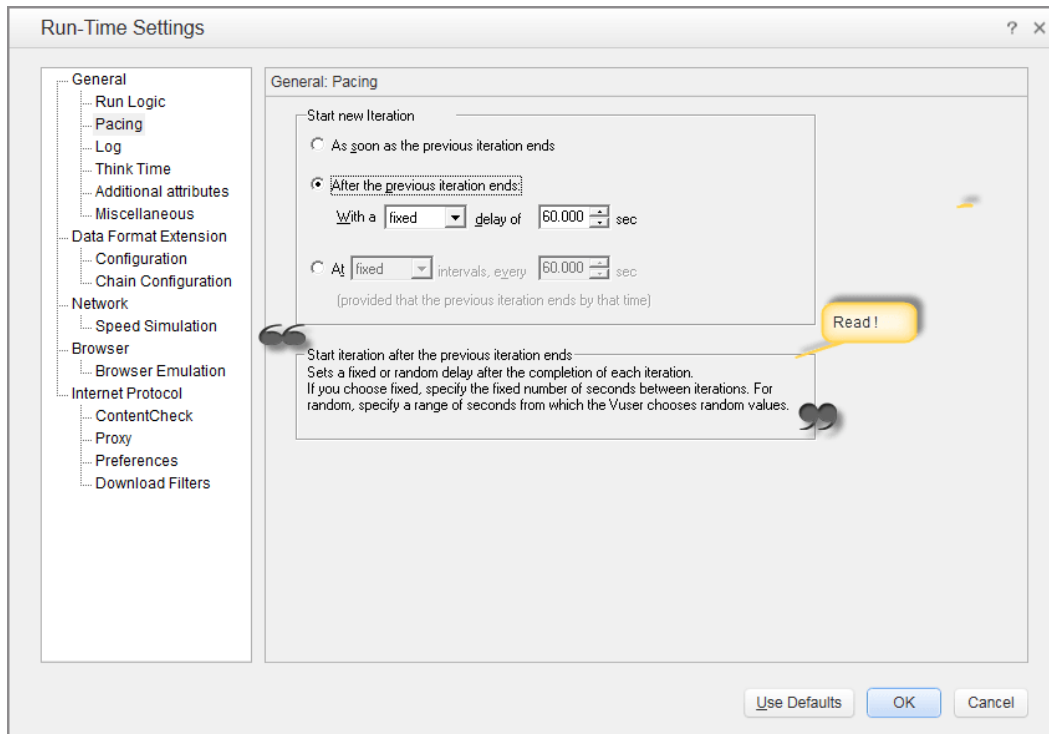 Run-Time Settings
? ×
General
Run Logic
Pacing
Log
Think Time
Additional attributes
Miscellaneous
Data Format Extension
Configuration
Chain Configuration
Network
Speed Simulation
Browser
Browser Emulation
Internet Protocol
ContentCheck
Proxy
Preferences
Download Filters
General: Pacing
Start new Iteration
As soon as the previous iteration ends
After the previous iteration ends:
With a fixed delay of 60.000 sec
At fixed intervals, every 60.000 sec
(provided that the previous iteration ends by that time)
Read !
“
Start iteration after the previous iteration ends
Sets a fixed or random delay after the completion of each iteration.
If you choose fixed, specify the fixed number of seconds between iterations. For
random, specify a range of seconds from which the Vuser chooses random values.
”
Use Defaults OK Cancel